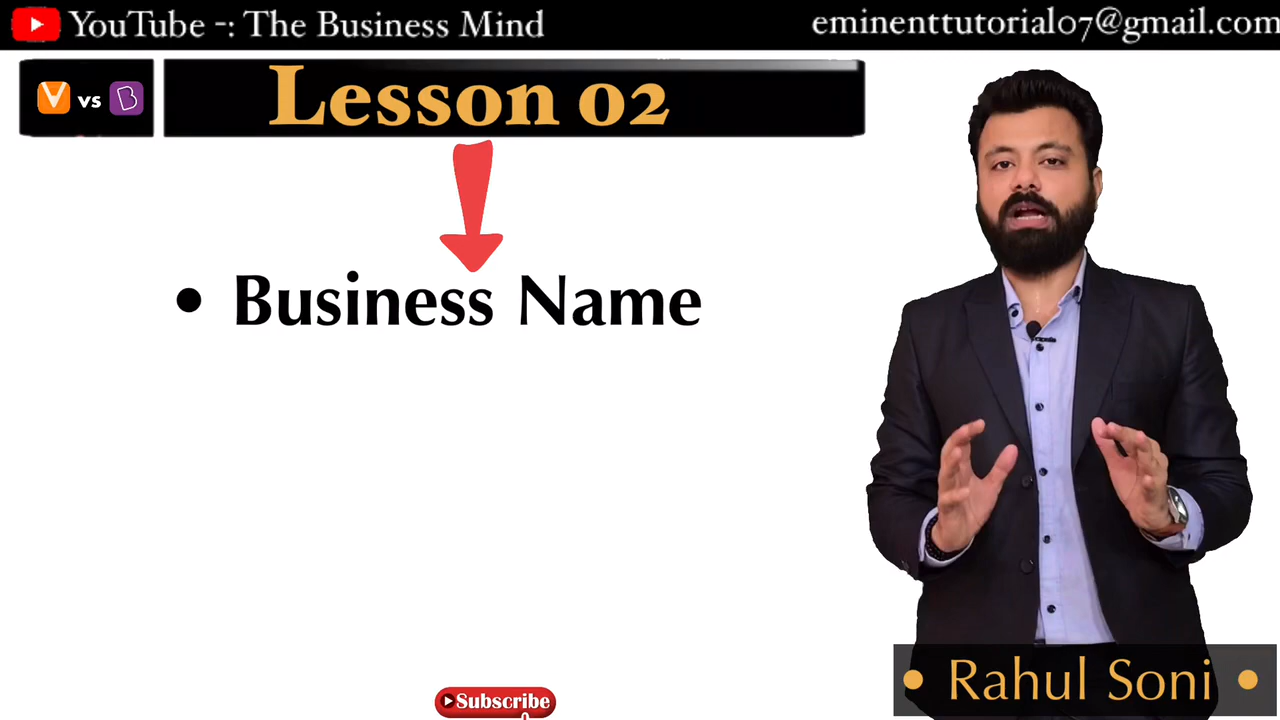 YouTube -: The Business Mind
eminenttutorial07@gmail.com
V vs B
Lesson 02
• Business Name
• Rahul Soni •
Subscribe